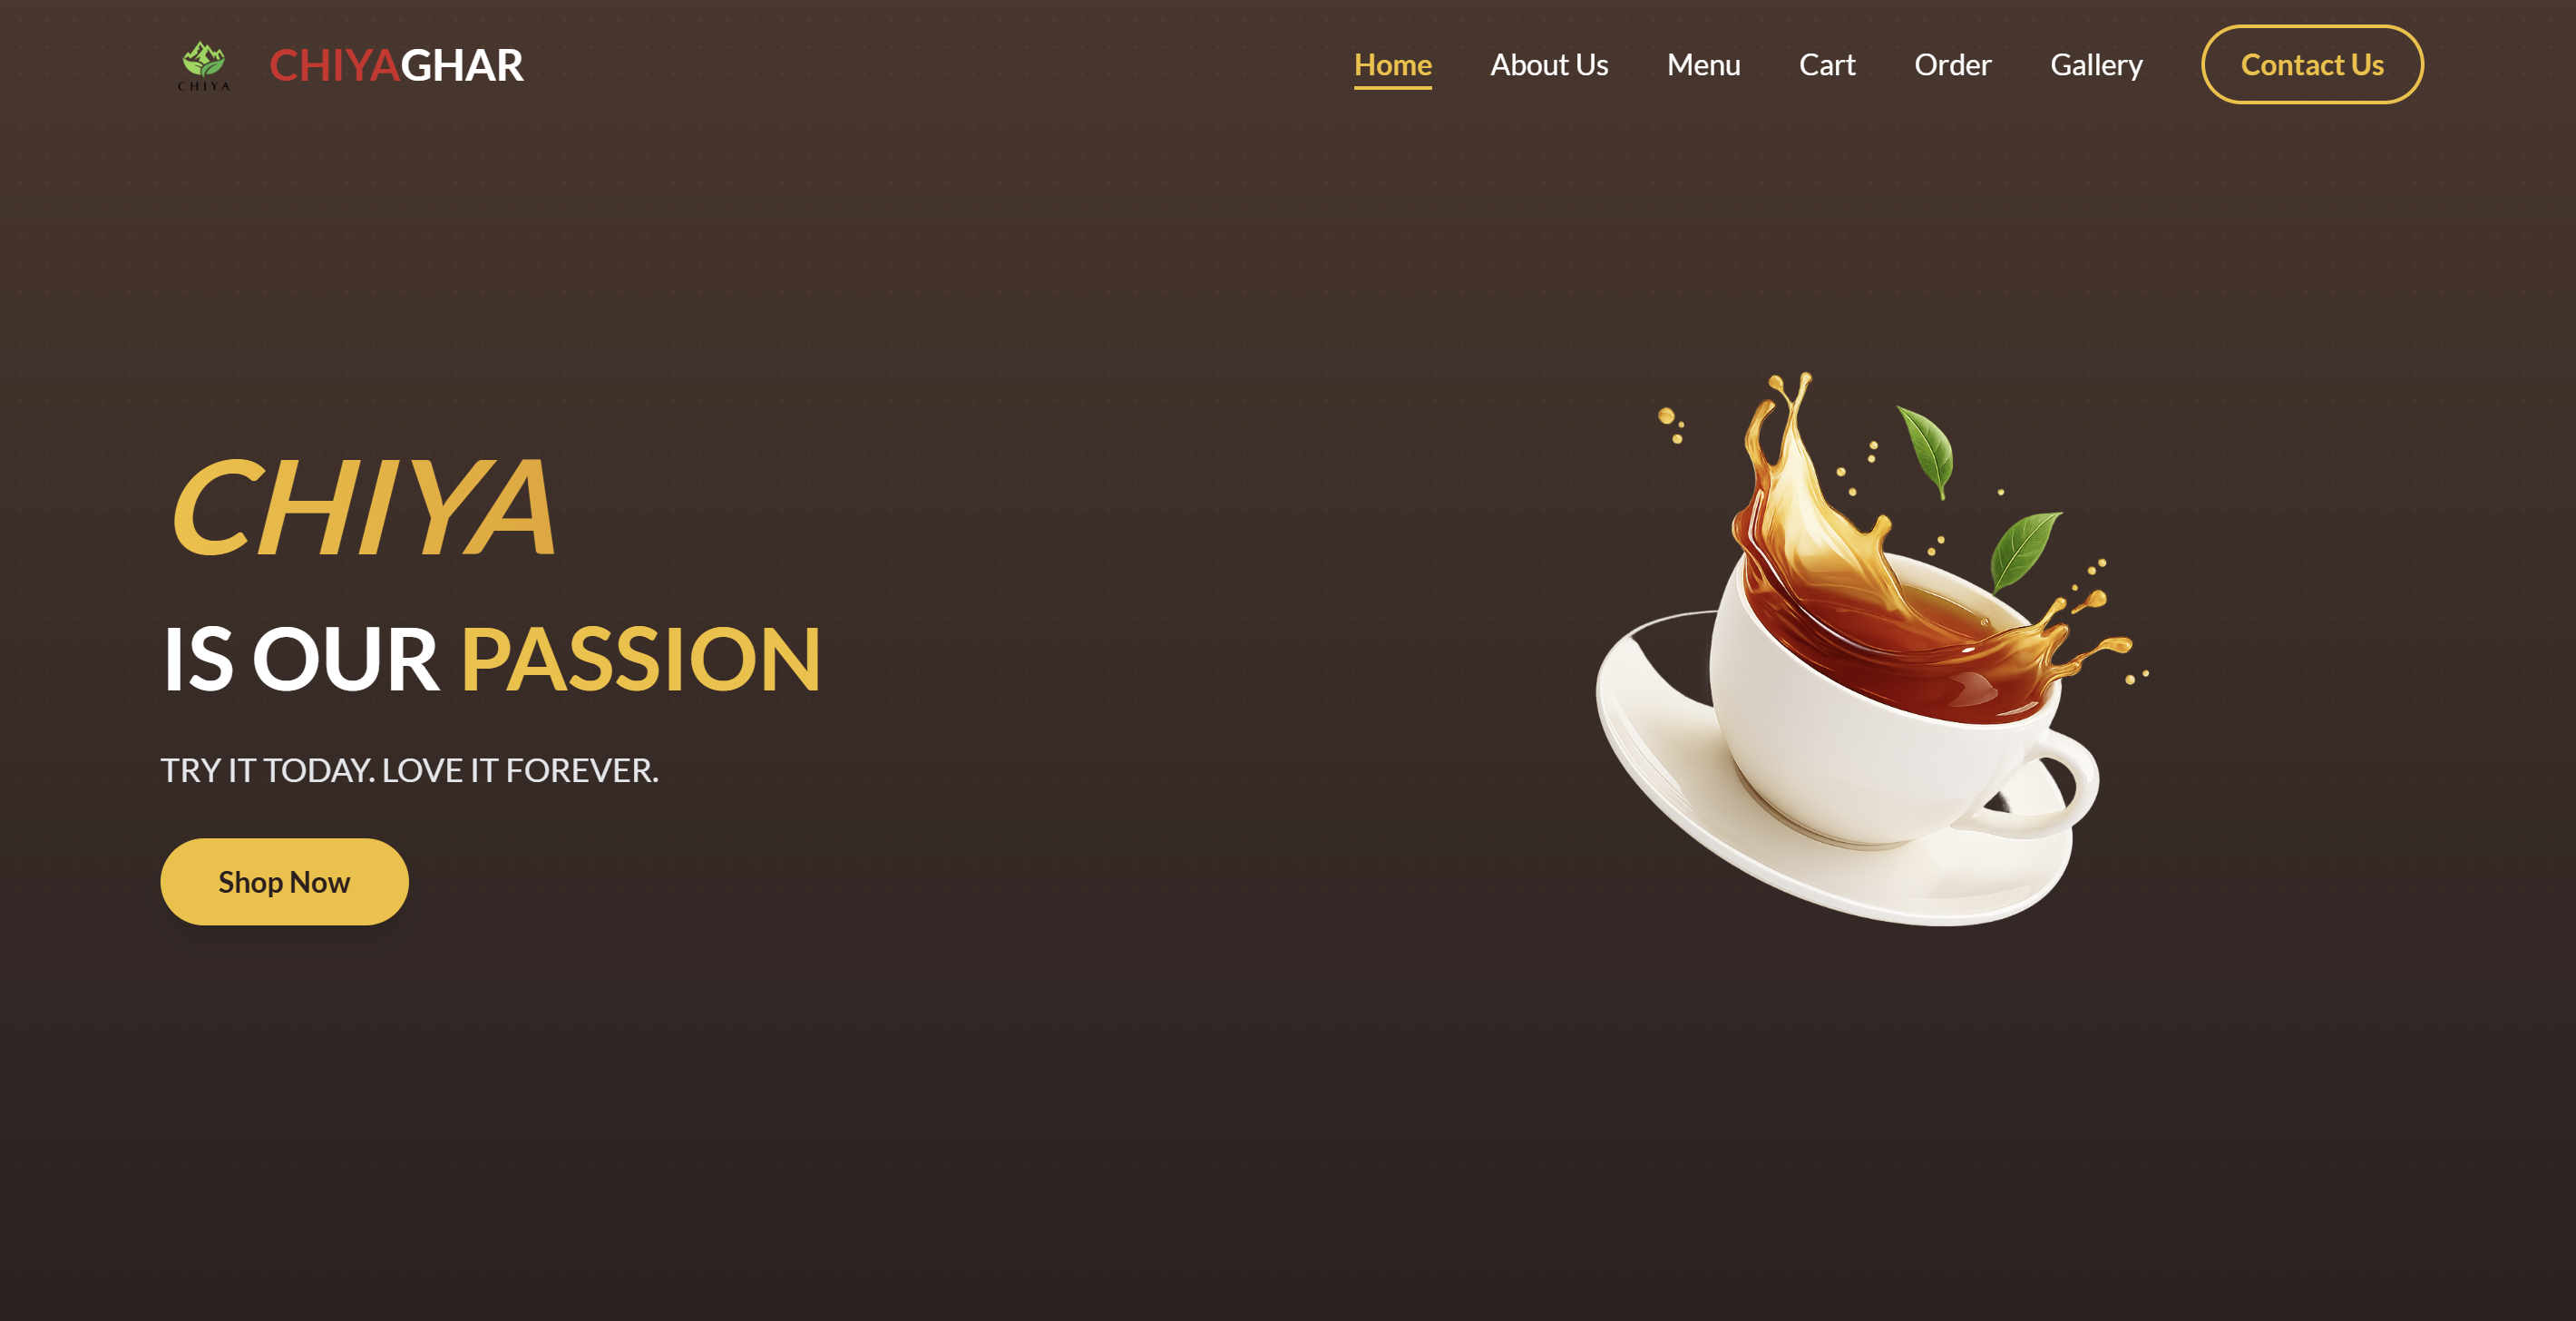 CHIYA
CHIYAGHAR
Home About Us Menu Cart Order Gallery Contact Us
CHIYA
IS OUR PASSION
TRY IT TODAY. LOVE IT FOREVER.
Shop Now